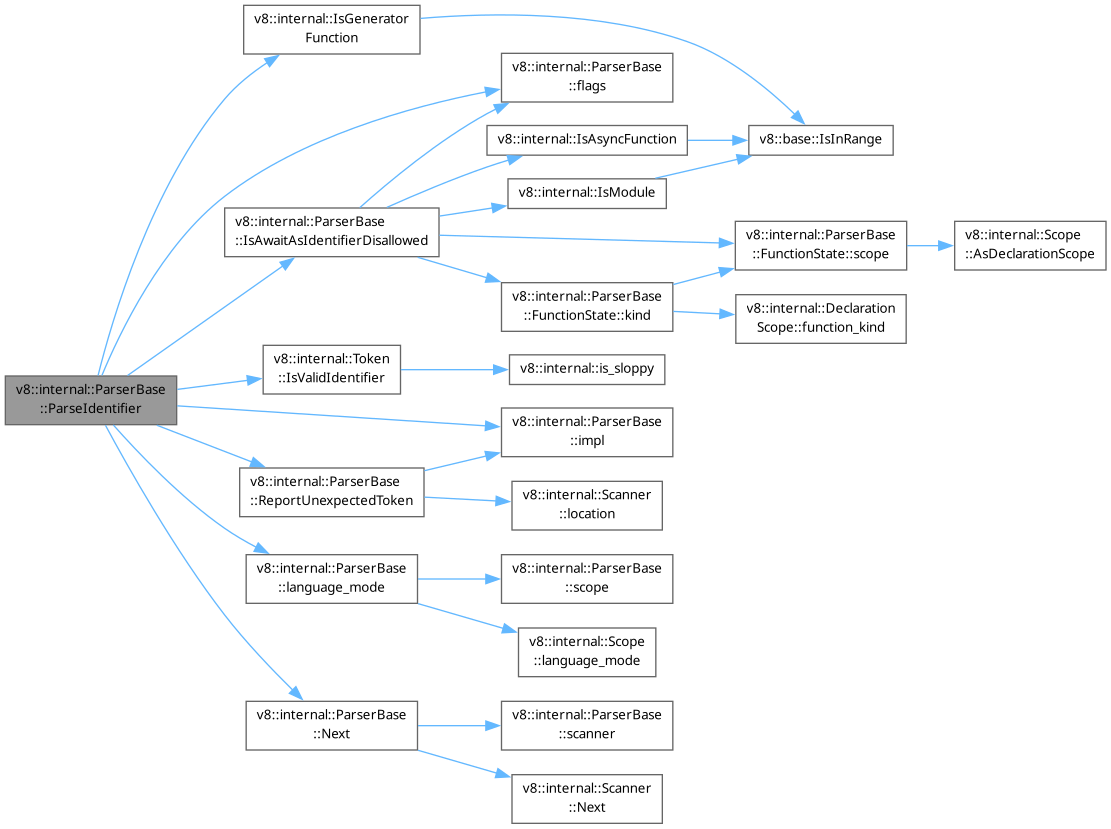 v8::internal::IsGenerator
Function
v8::internal::ParserBase
::flags
v8::internal::IsAsyncFunction
v8::base::IsInRange
v8::internal::IsModule
v8::internal::ParserBase
::IsAwaitAsIdentifierDisallowed
v8::internal::ParserBase
::FunctionState::scope
v8::internal::Scope
::AsDeclarationScope
v8::internal::ParserBase
::FunctionState::kind
v8::internal::Declaration
Scope::function_kind
v8::internal::Token
::IsValidIdentifier
v8::internal::is_sloppy
v8::internal::ParserBase
::ParseIdentifier
v8::internal::ParserBase
::impl
v8::internal::ParserBase
::ReportUnexpectedToken
v8::internal::Scanner
::location
v8::internal::ParserBase
::language_mode
v8::internal::ParserBase
::scope
v8::internal::Scope
::language_mode
v8::internal::ParserBase
::Next
v8::internal::ParserBase
::scanner
v8::internal::Scanner
::Next